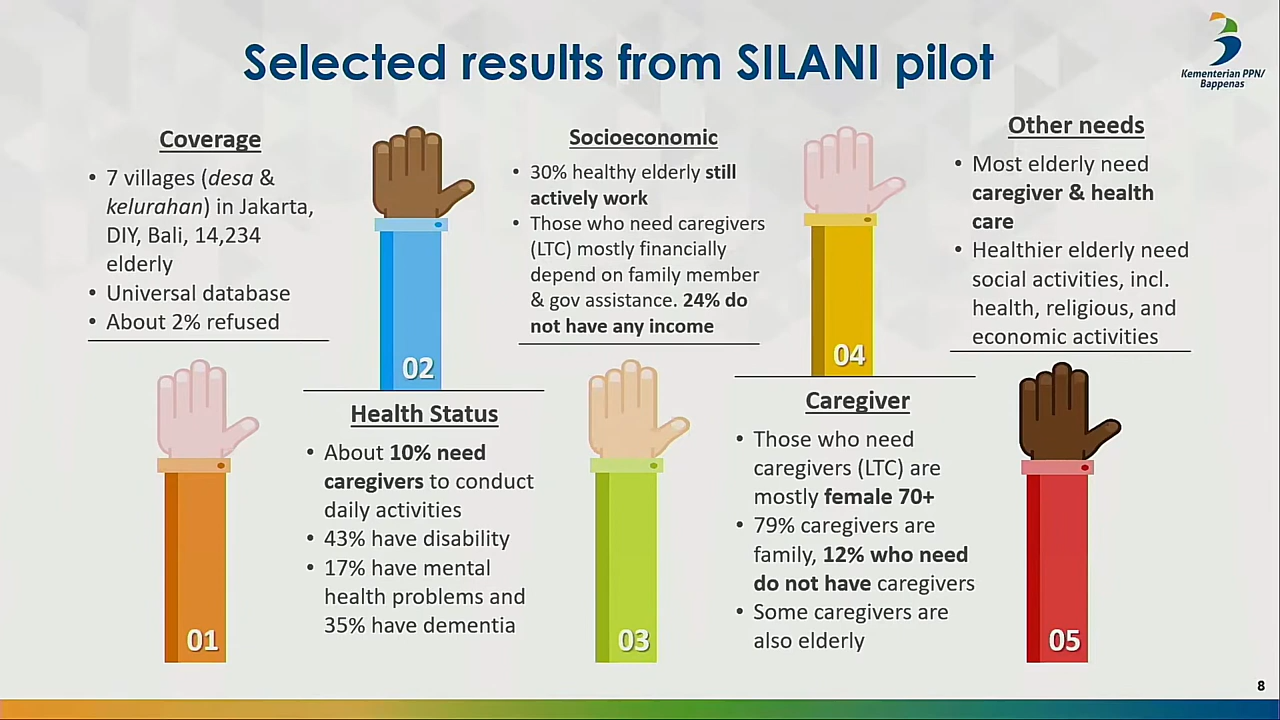 Selected results from SILANI pilot
Kementerian PPN/
Bappenas
Coverage
• 7 villages (desa &
kelurahan) in Jakarta,
DIY, Bali, 14,234
elderly
• Universal database
• About 2% refused
01
02
Health Status
• About 10% need
caregivers to conduct
daily activities
• 43% have disability
• 17% have mental
health problems and
35% have dementia
Socioeconomic
• 30% healthy elderly still
actively work
• Those who need caregivers
(LTC) mostly financially
depend on family member
& gov assistance. 24% do
not have any income
03
04
Caregiver
• Those who need
caregivers (LTC) are
mostly female 70+
• 79% caregivers are
family, 12% who need
do not have caregivers
• Some caregivers are
also elderly
Other needs
• Most elderly need
caregiver & health
care
• Healthier elderly need
social activities, incl.
health, religious, and
economic activities
05
8